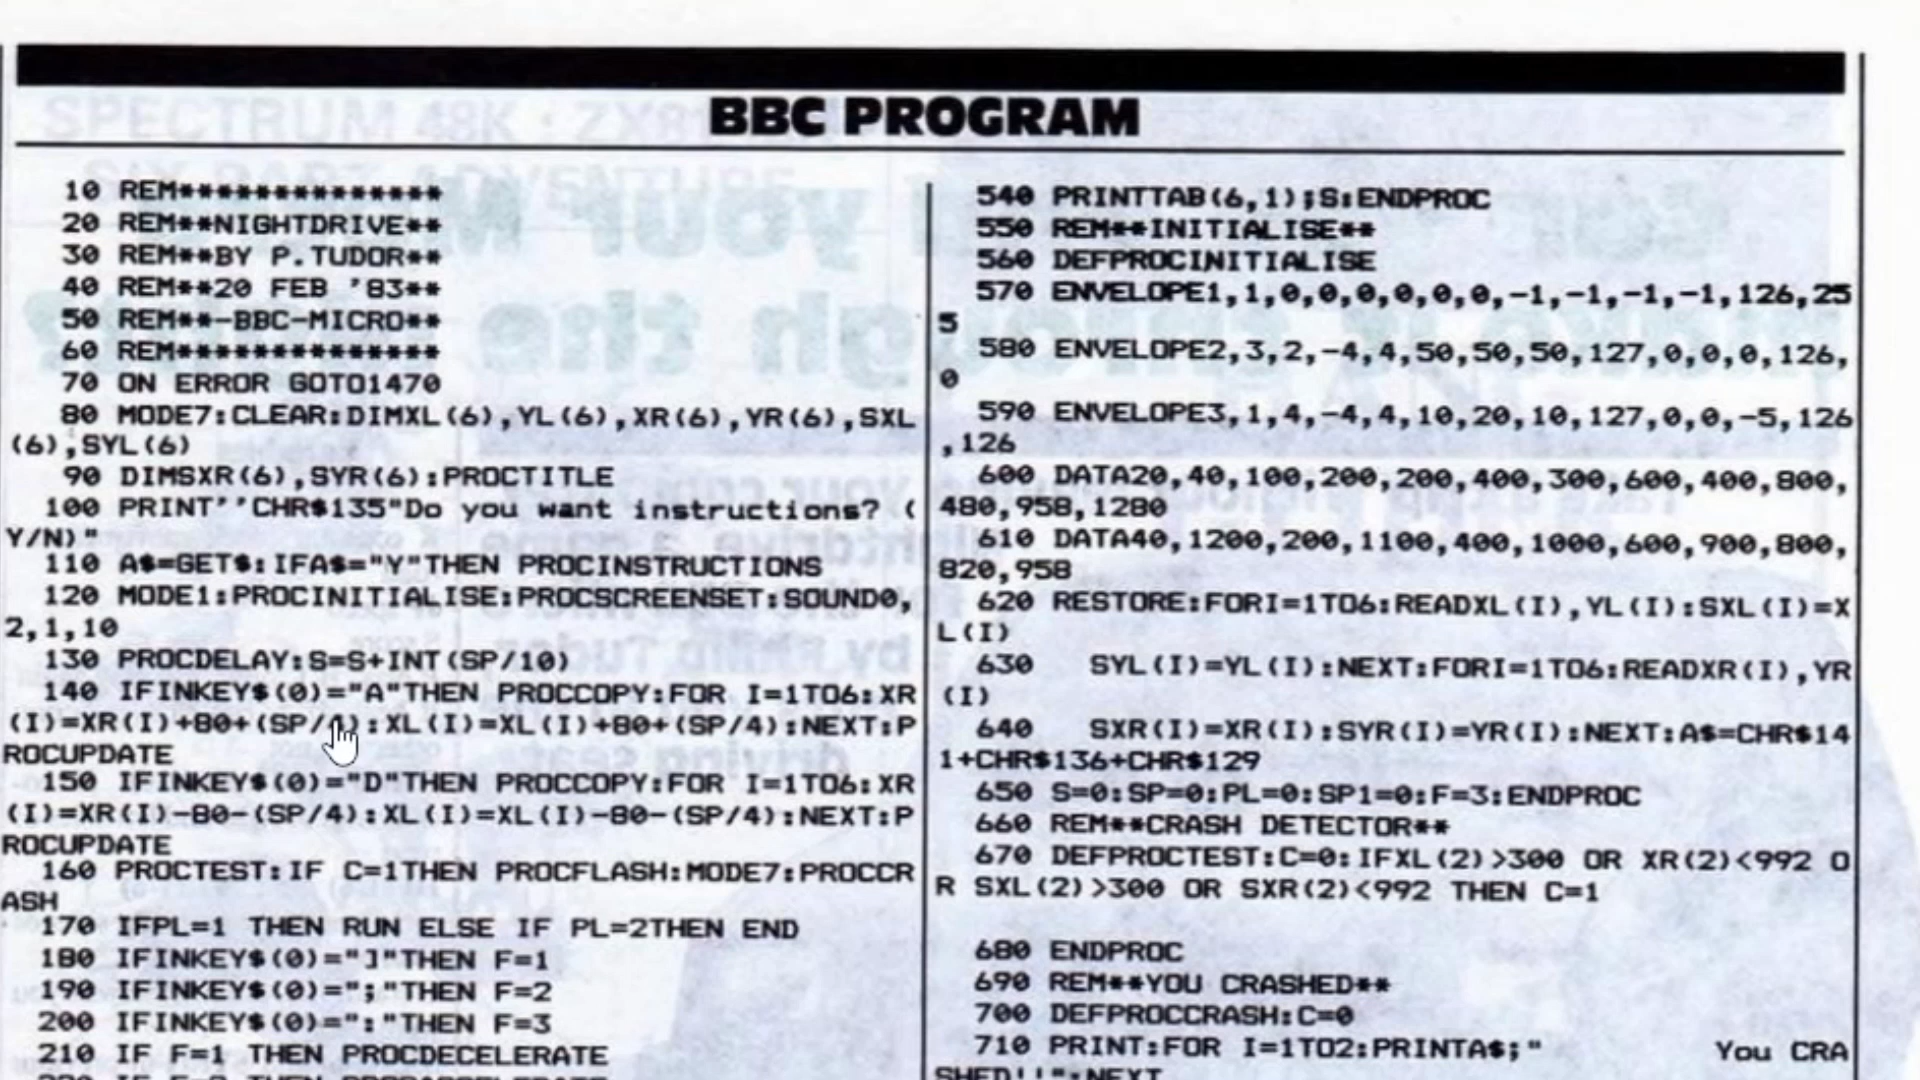 BBC PROGRAM
10 REM**************
20 REM**NIGHTDRIVE**
30 REM**BY P.TUDOR**
40 REM**20 FEB '83**
50 REM**-BBC-MICRO**
60 REM**************
70 ON ERROR GOTO1470
80 MODE7:CLEAR:DIMXL(6),YL(6),XR(6),YR(6),SXL
(6),SYL(6)
90 DIMSXR(6),SYR(6):PROCTITLE
100 PRINT''CHR$135"Do you want instructions? (
Y/N)"
110 A$=GET$:IFA$="Y"THEN PROCINSTRUCTIONS
120 MODE1:PROCINITIALISE:PROCSCREENSET:SOUND0,
2,1,10
130 PROCDELAY:S=S+INT(SP/10)
140 IFINKEY$(0)="A"THEN PROCCOPY:FOR I=1TO6:XR
(I)=XR(I)+80+(SP/4):XL(I)=XL(I)+80+(SP/4):NEXT:P
ROCUPDATE
150 IFINKEY$(0)="D"THEN PROCCOPY:FOR I=1TO6:XR
(I)=XR(I)-80-(SP/4):XL(I)=XL(I)-80-(SP/4):NEXT:P
ROCUPDATE
160 PROCTEST:IF C=1THEN PROCFLASH:MODE7:PROCCR
ASH
170 IFPL=1 THEN RUN ELSE IF PL=2THEN END
180 IFINKEY$(0)="]"THEN F=1
190 IFINKEY$(0)=";"THEN F=2
200 IFINKEY$(0)=":"THEN F=3
210 IF F=1 THEN PROCDECELERATE
540 PRINTTAB(6,1);S:ENDPROC
550 REM**INITIALISE**
560 DEFPROCINITIALISE
570 ENVELOPE1,1,0,0,0,0,0,0,-1,-1,-1,-1,126,25
5
580 ENVELOPE2,3,2,-4,4,50,50,50,127,0,0,0,126,
0
590 ENVELOPE3,1,4,-4,4,10,20,10,127,0,0,-5,126
,126
600 DATA20,40,100,200,200,400,300,600,400,800,
480,958,1280
610 DATA40,1200,200,1100,400,1000,600,900,800,
820,958
620 RESTORE:FORI=1TO6:READXL(I),YL(I):SXL(I)=X
L(I)
630 SYL(I)=YL(I):NEXT:FORI=1TO6:READXR(I),YR
(I)
640 SXR(I)=XR(I):SYR(I)=YR(I):NEXT:A$=CHR$14
1+CHR$136+CHR$129
650 S=0:SP=0:PL=0:SP1=0:F=3:ENDPROC
660 REM**CRASH DETECTOR**
670 DEFPROCTEST:C=0:IFXL(2)>300 OR XR(2)<992 O
R SXL(2)>300 OR SXR(2)<992 THEN C=1
680 ENDPROC
690 REM**YOU CRASHED**
700 DEFPROCCRASH:C=0
710 PRINT:FOR I=1TO2:PRINTA$;" You CRA
SHED!!":NEXT